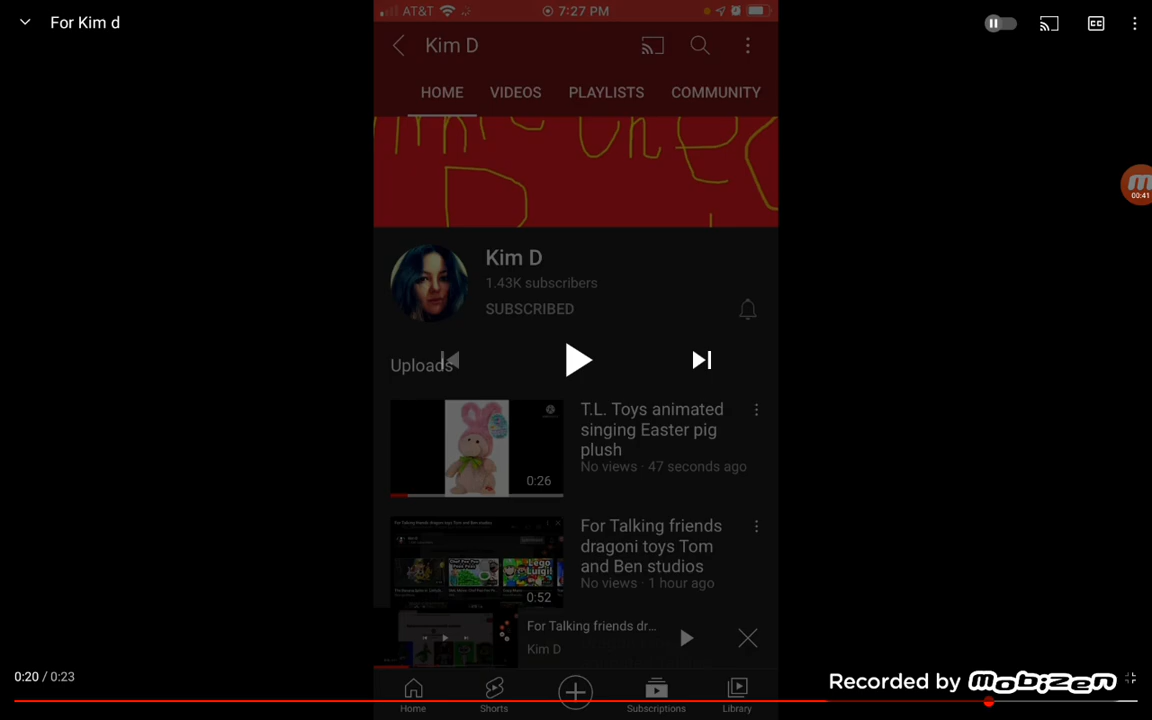 For Kim d
AT&T
7:27 PM
Kim D
HOME VIDEOS PLAYLISTS COMMUNITY
D
Kim D
1.43K subscribers
SUBSCRIBED
Uploads
T.L. Toys animated
singing Easter pig
plush
No views · 47 seconds ago
0:26
For Talking friends
dragoni toys Tom
and Ben studios
No views · 1 hour ago
0:52
For Talking friends dr...
Kim D
0:20 / 0:23
Home Shorts Subscriptions Library
Recorded by mobizen
CC
00:41